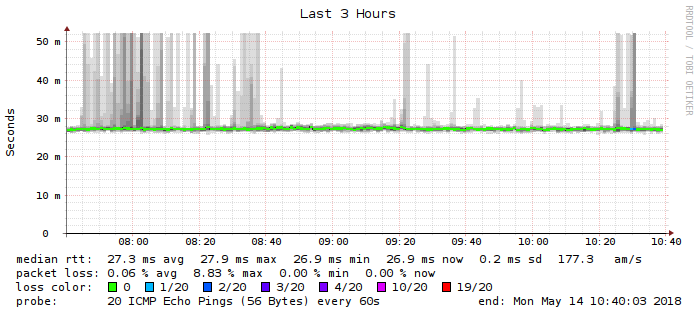 Last 3 Hours
RRDTOOL / TOBI OETIKER
Seconds
50 m
40 m
30 m
20 m
10 m
0
08:00 08:20 08:40 09:00 09:20 09:40 10:00 10:20 10:40
median rtt: 27.3 ms avg 27.9 ms max 26.9 ms min 26.9 ms now 0.2 ms sd 177.3 am/s
packet loss: 0.06 % avg 8.83 % max 0.00 % min 0.00 % now
loss color: 0 1/20 2/20 3/20 4/20 10/20 19/20
probe: 20 ICMP Echo Pings (56 Bytes) every 60s end: Mon May 14 10:40:03 2018